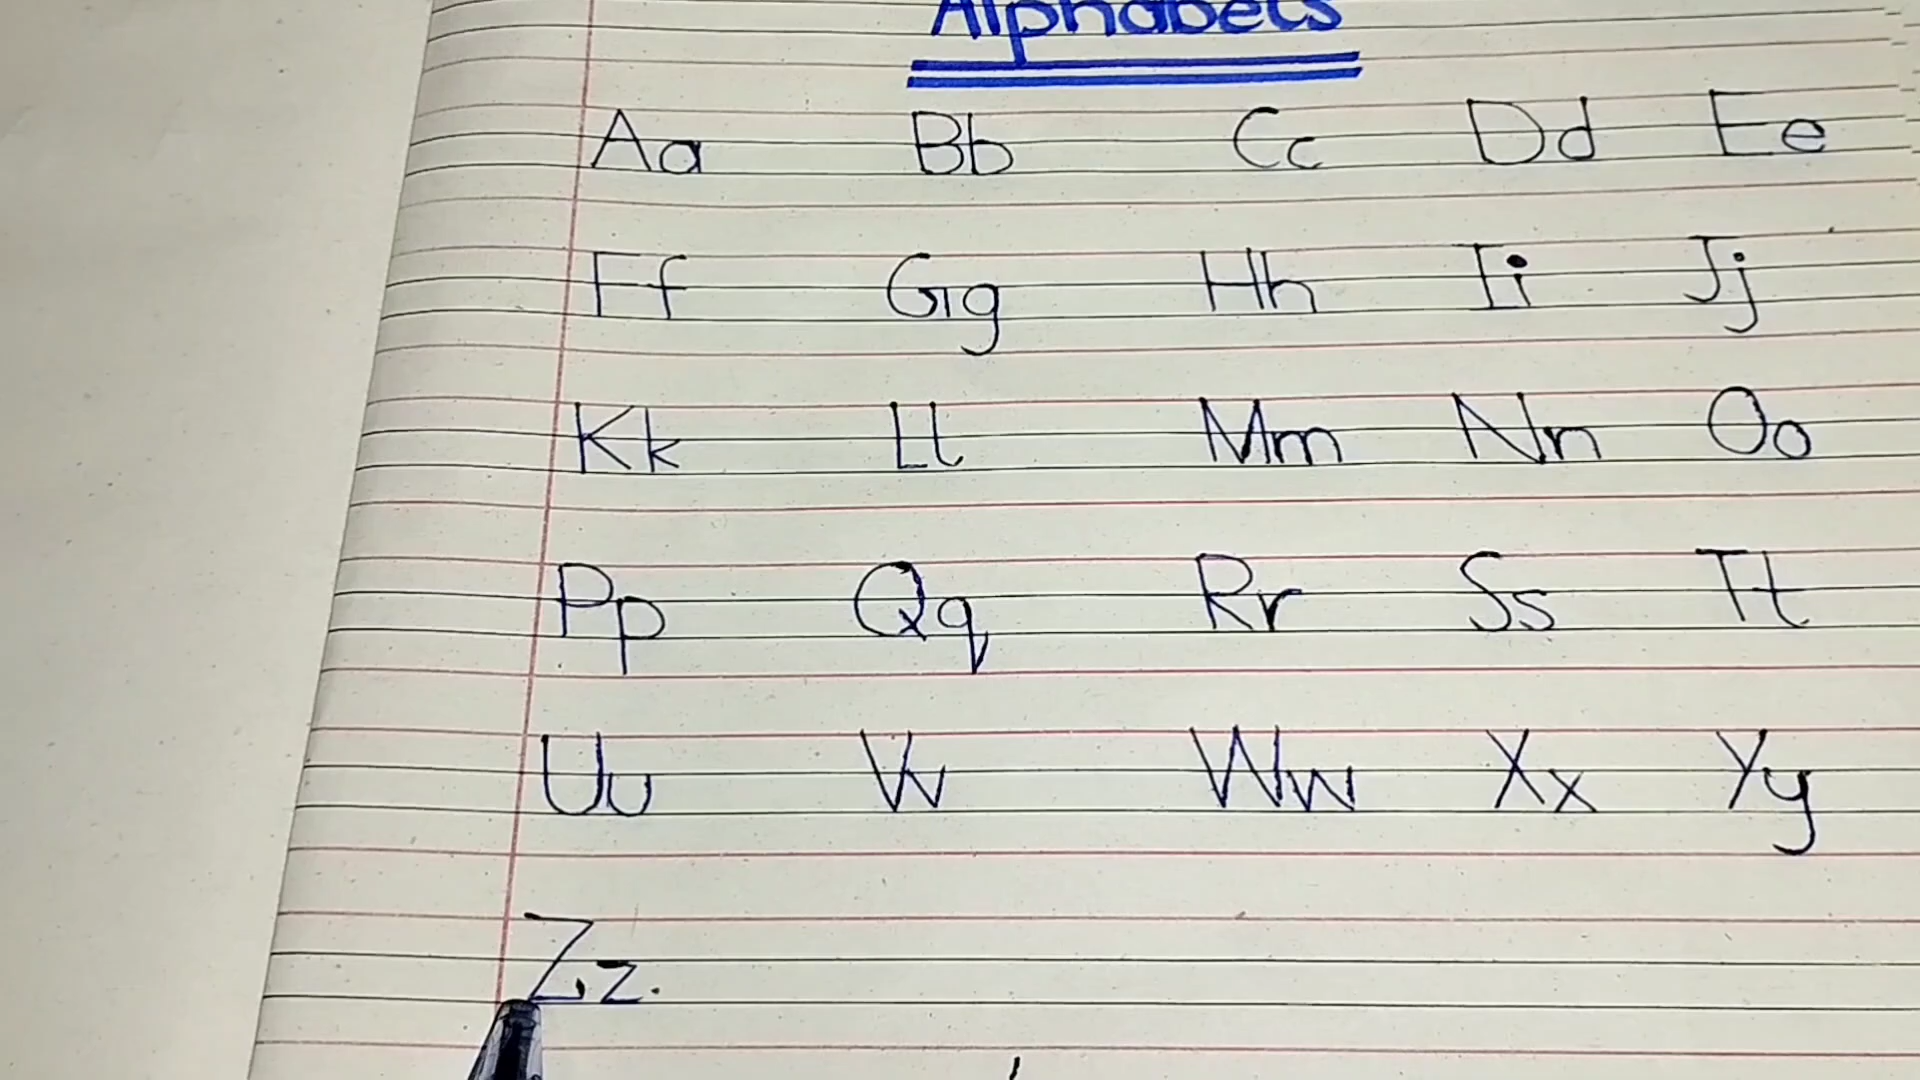 Alphabets
Aa Bb Cc Dd Ee
Ff Gg Hh Ii Jj
Kk Ll Mm Nn Oo
Pp Qq Rr Ss Tt
Uu Vv Ww Xx Yy
Zz.